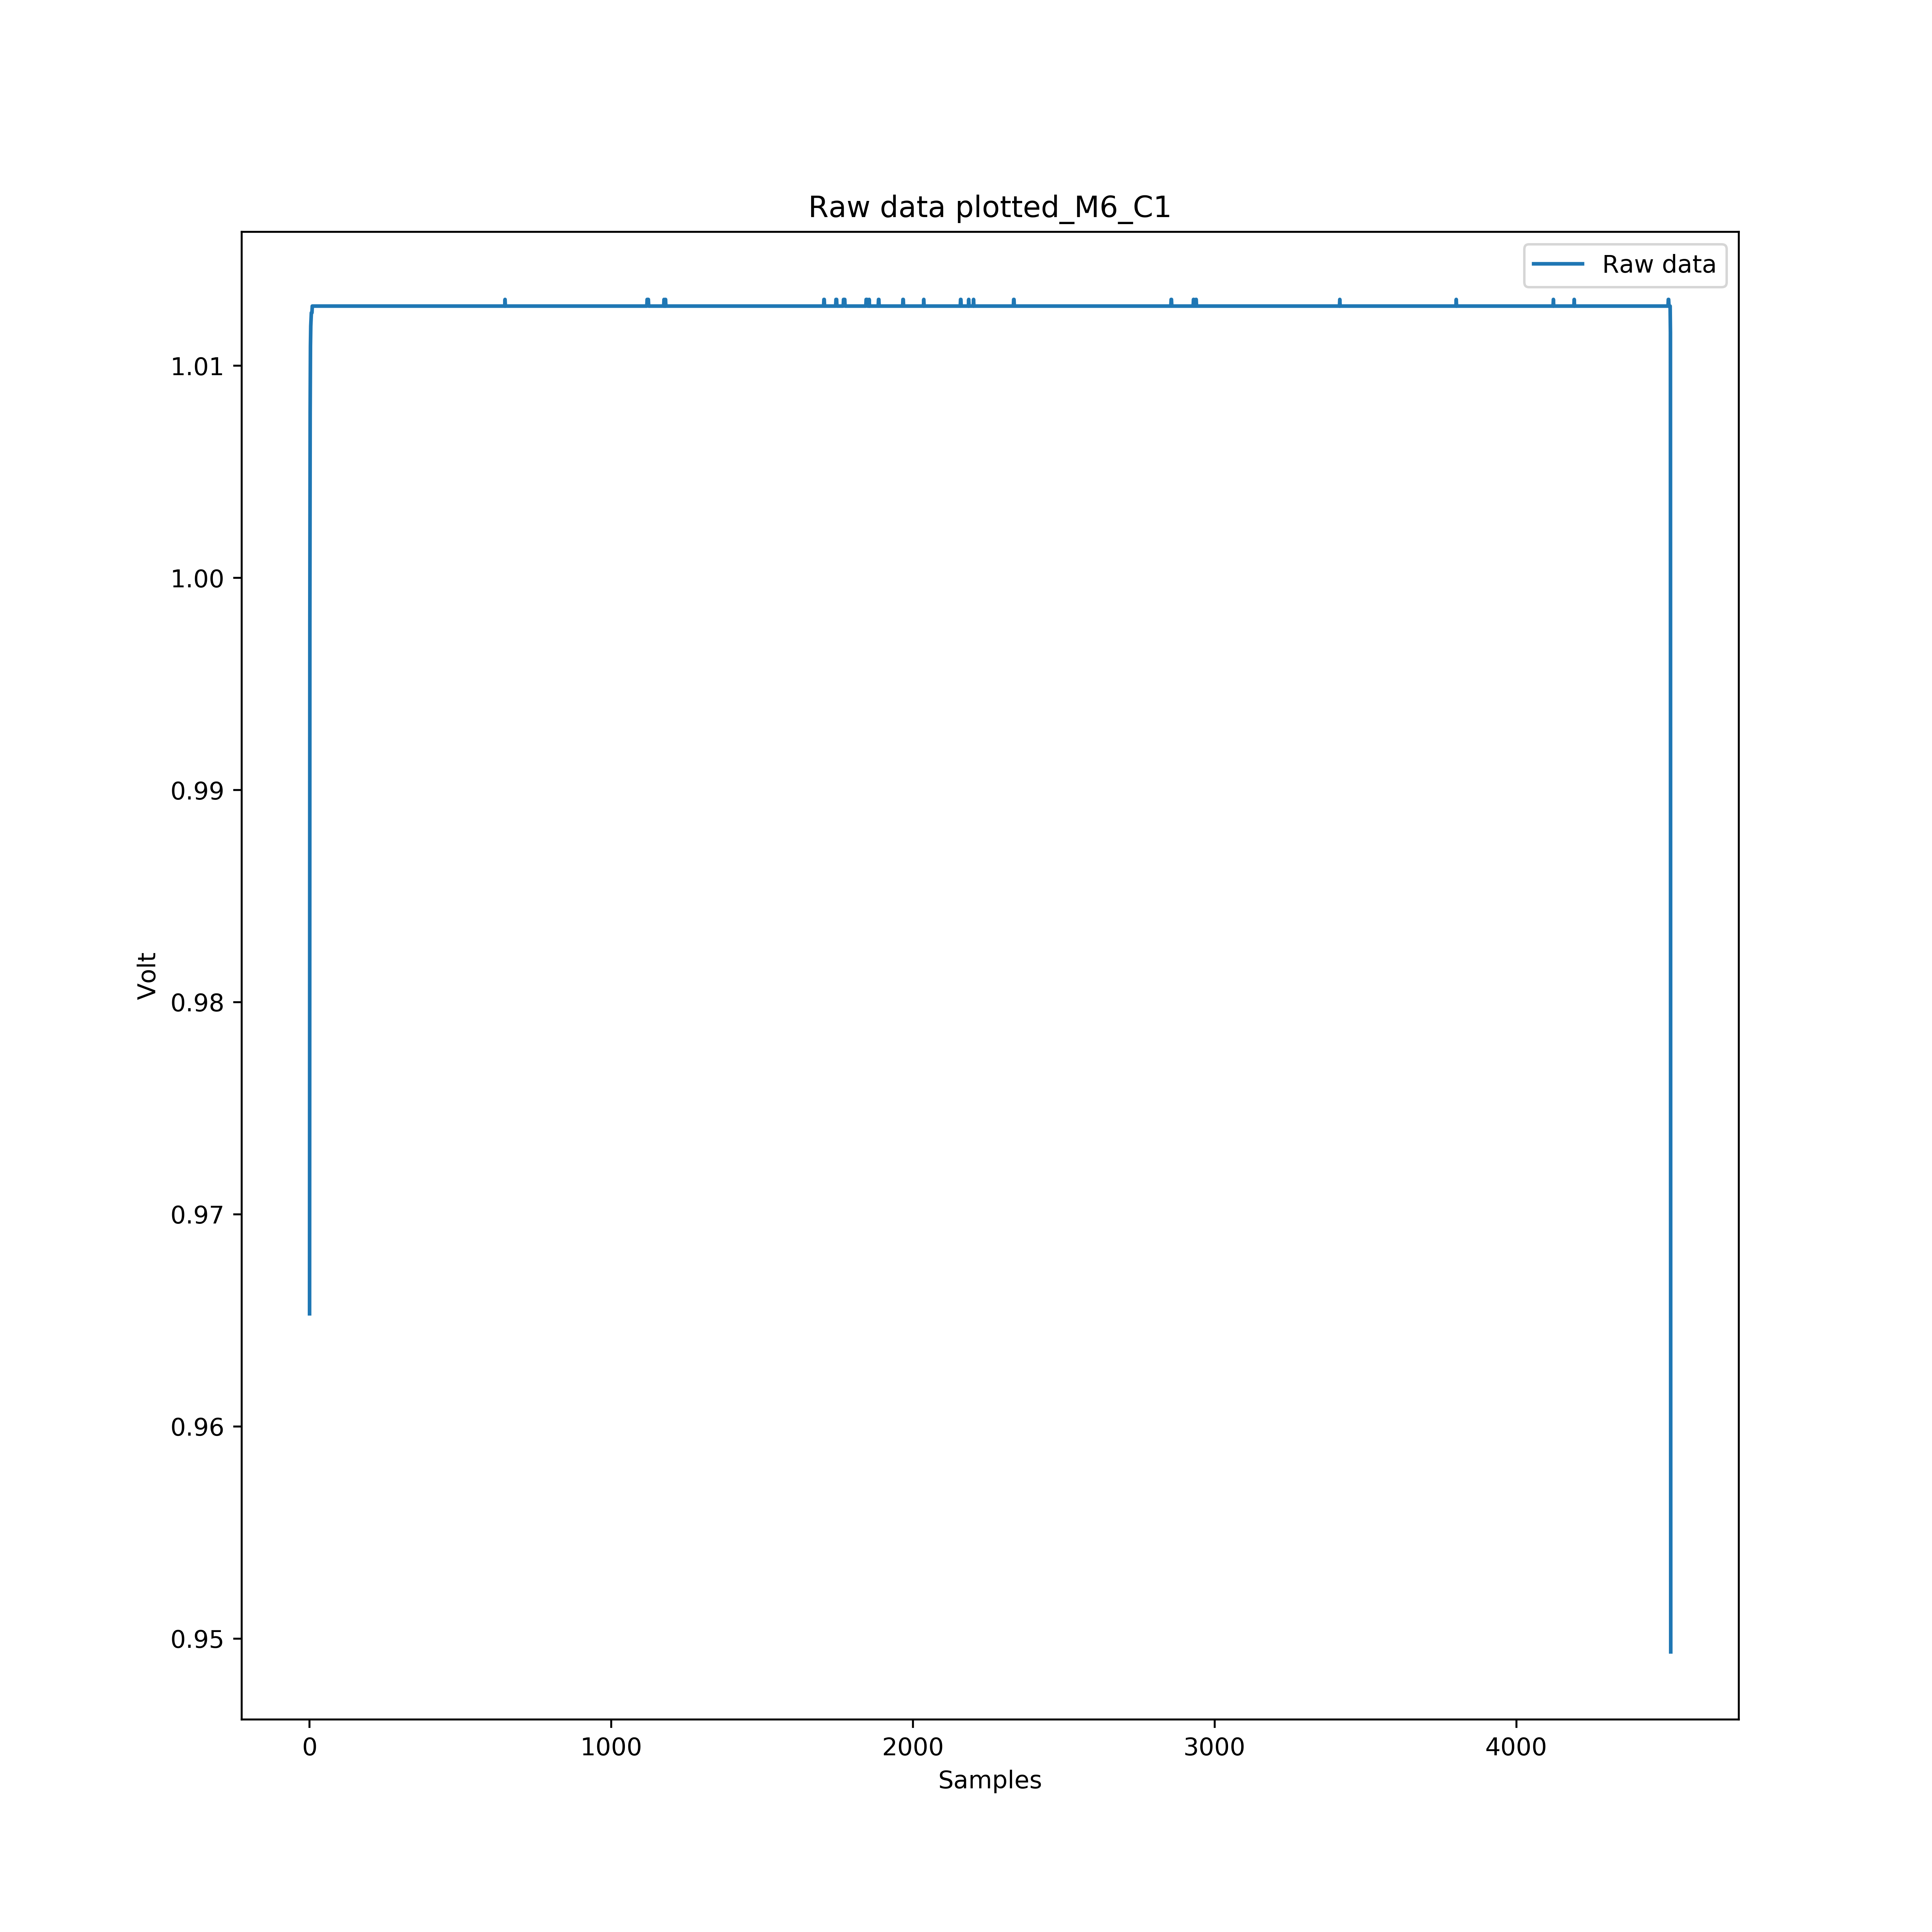 Raw data plotted_M6_C1
Raw data
1.01
1.00
0.99
0.98
0.97
0.96
0.95
Volt
0 1000 2000 3000 4000
Samples